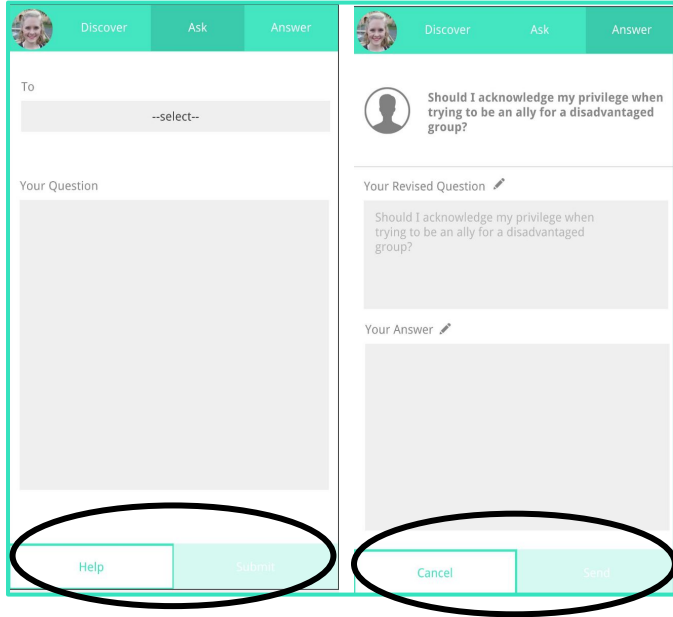 Discover Ask Answer
To
--select--
Your Question
Help Submit
Discover Ask Answer
Should I acknowledge my privilege when
trying to be an ally for a disadvantaged
group?
Your Revised Question
Should I acknowledge my privilege when
trying to be an ally for a disadvantaged
group?
Your Answer
Cancel Send